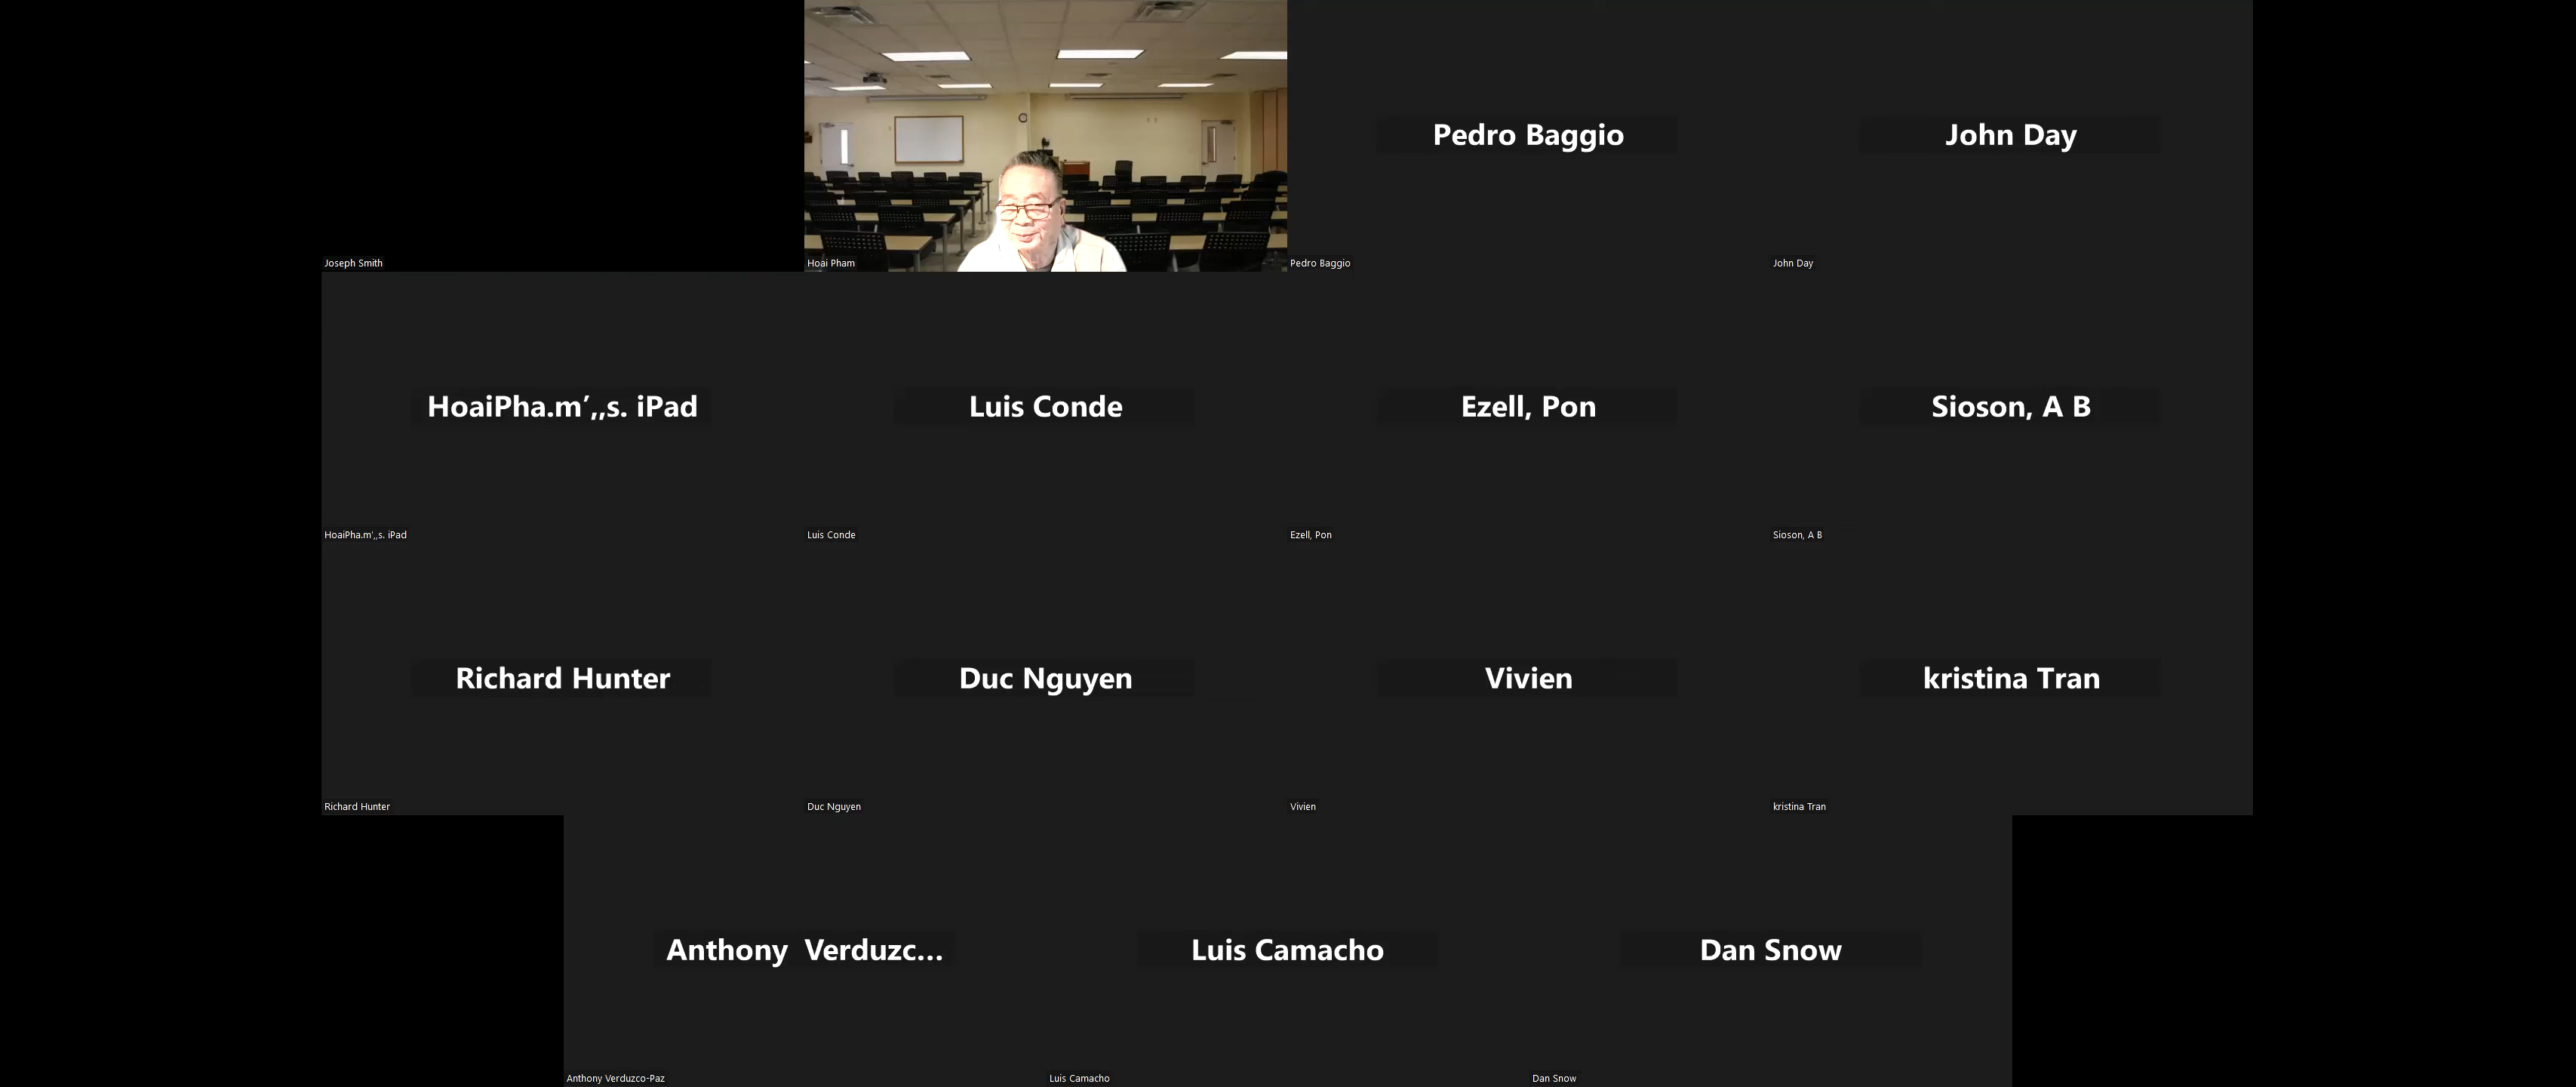 Joseph Smith
Hoai Pham
Pedro Baggio
Pedro Baggio
John Day
John Day
HoaiPha.m’,,s. iPad
HoaiPha.m’,,s. iPad
Luis Conde
Luis Conde
Ezell, Pon
Ezell, Pon
Sioson, A B
Sioson, A B
Richard Hunter
Richard Hunter
Duc Nguyen
Duc Nguyen
Vivien
Vivien
kristina Tran
kristina Tran
Anthony  Verduzc...
Anthony Verduzco-Paz
Luis Camacho
Luis Camacho
Dan Snow
Dan Snow